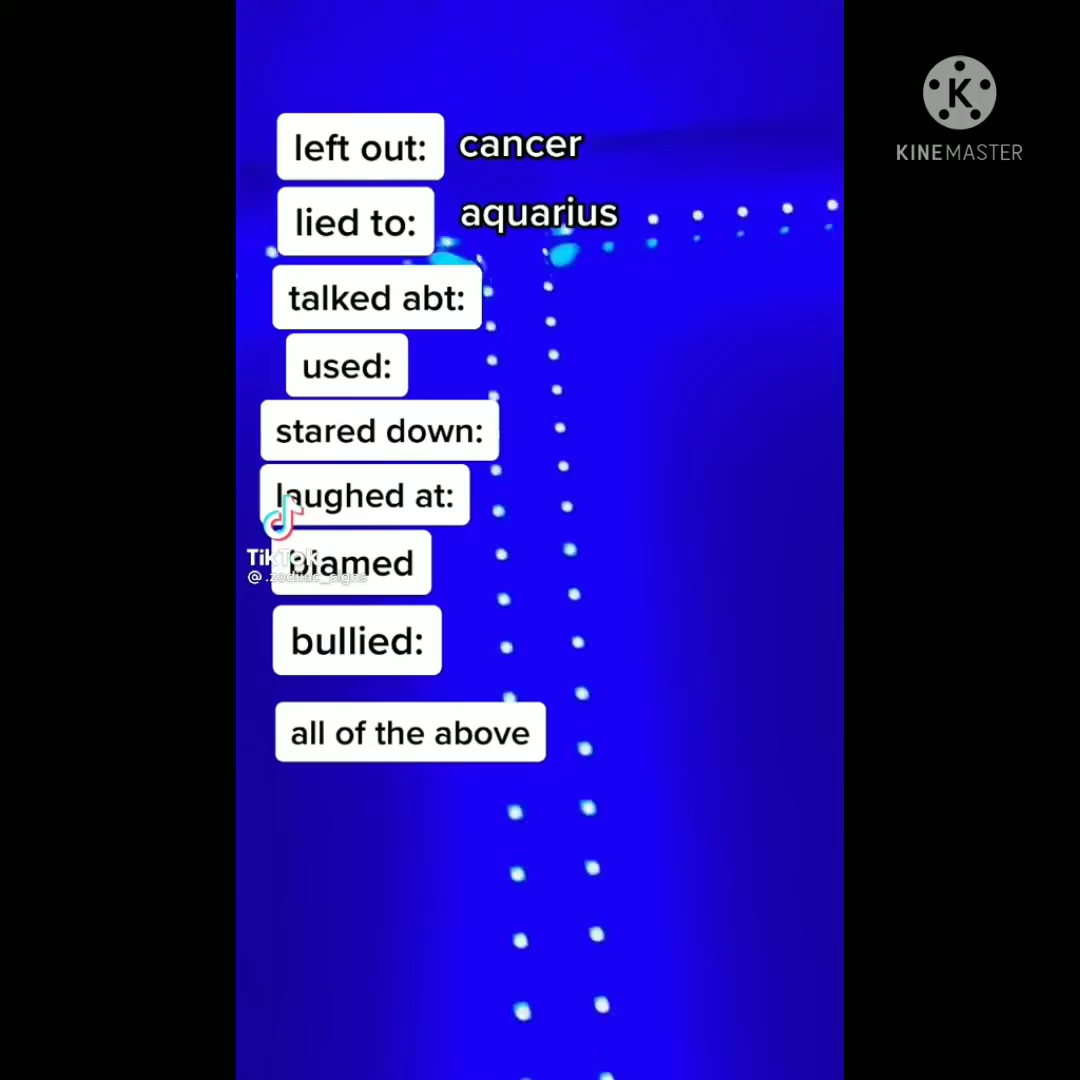 left out: cancer
lied to: aquarius
talked abt:
used:
stared down:
laughed at:
blamed
bullied:
all of the above
TikTok
@.zodiac_signs
K
KINEMASTER